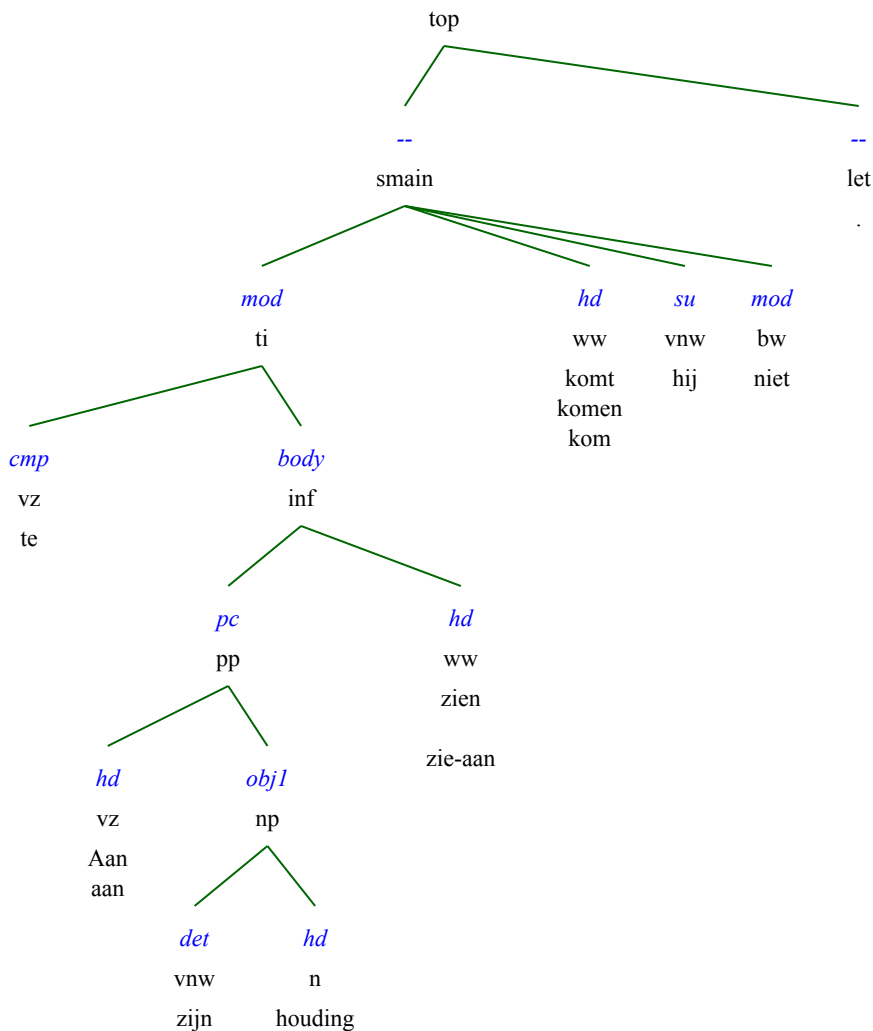 top
-- --
smain let
.
mod hd su mod
ti ww vnw bw
komt hij niet
komen
kom
cmp body
vz inf
te
pc hd
pp ww
zien
zie-aan
hd obj1
vz np
Aan
aan
det hd
vnw n
zijn houding